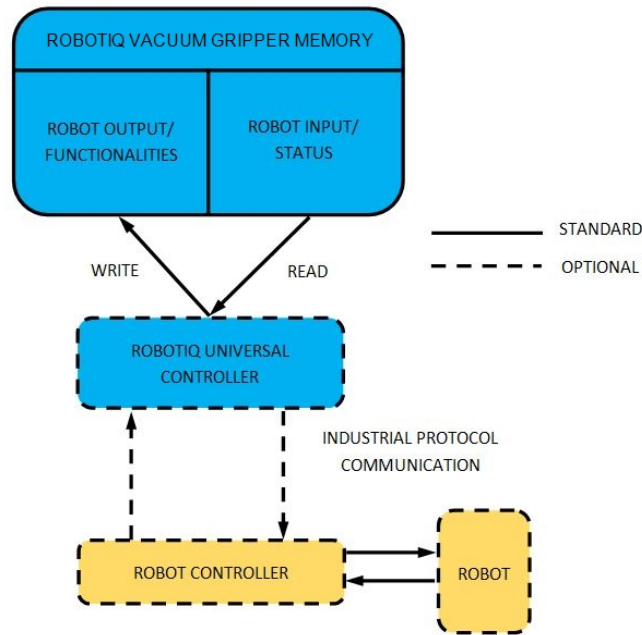 ROBOTIQ VACUUM GRIPPER MEMORY
ROBOT OUTPUT/
FUNCTIONALITIES
ROBOT INPUT/
STATUS
STANDARD
OPTIONAL
WRITE
READ
ROBOTIQ UNIVERSAL
CONTROLLER
INDUSTRIAL PROTOCOL
COMMUNICATION
ROBOT CONTROLLER
ROBOT